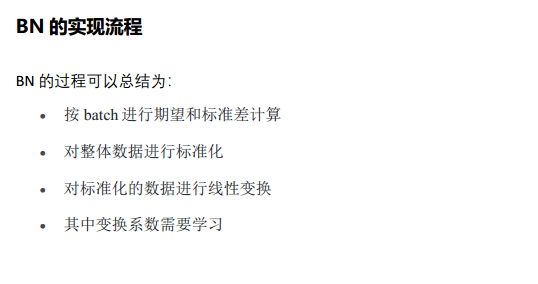 BN 的实现流程
BN 的过程可以总结为：
• 按 batch 进行期望和标准差计算
• 对整体数据进行标准化
• 对标准化的数据进行线性变换
• 其中变换系数需要学习